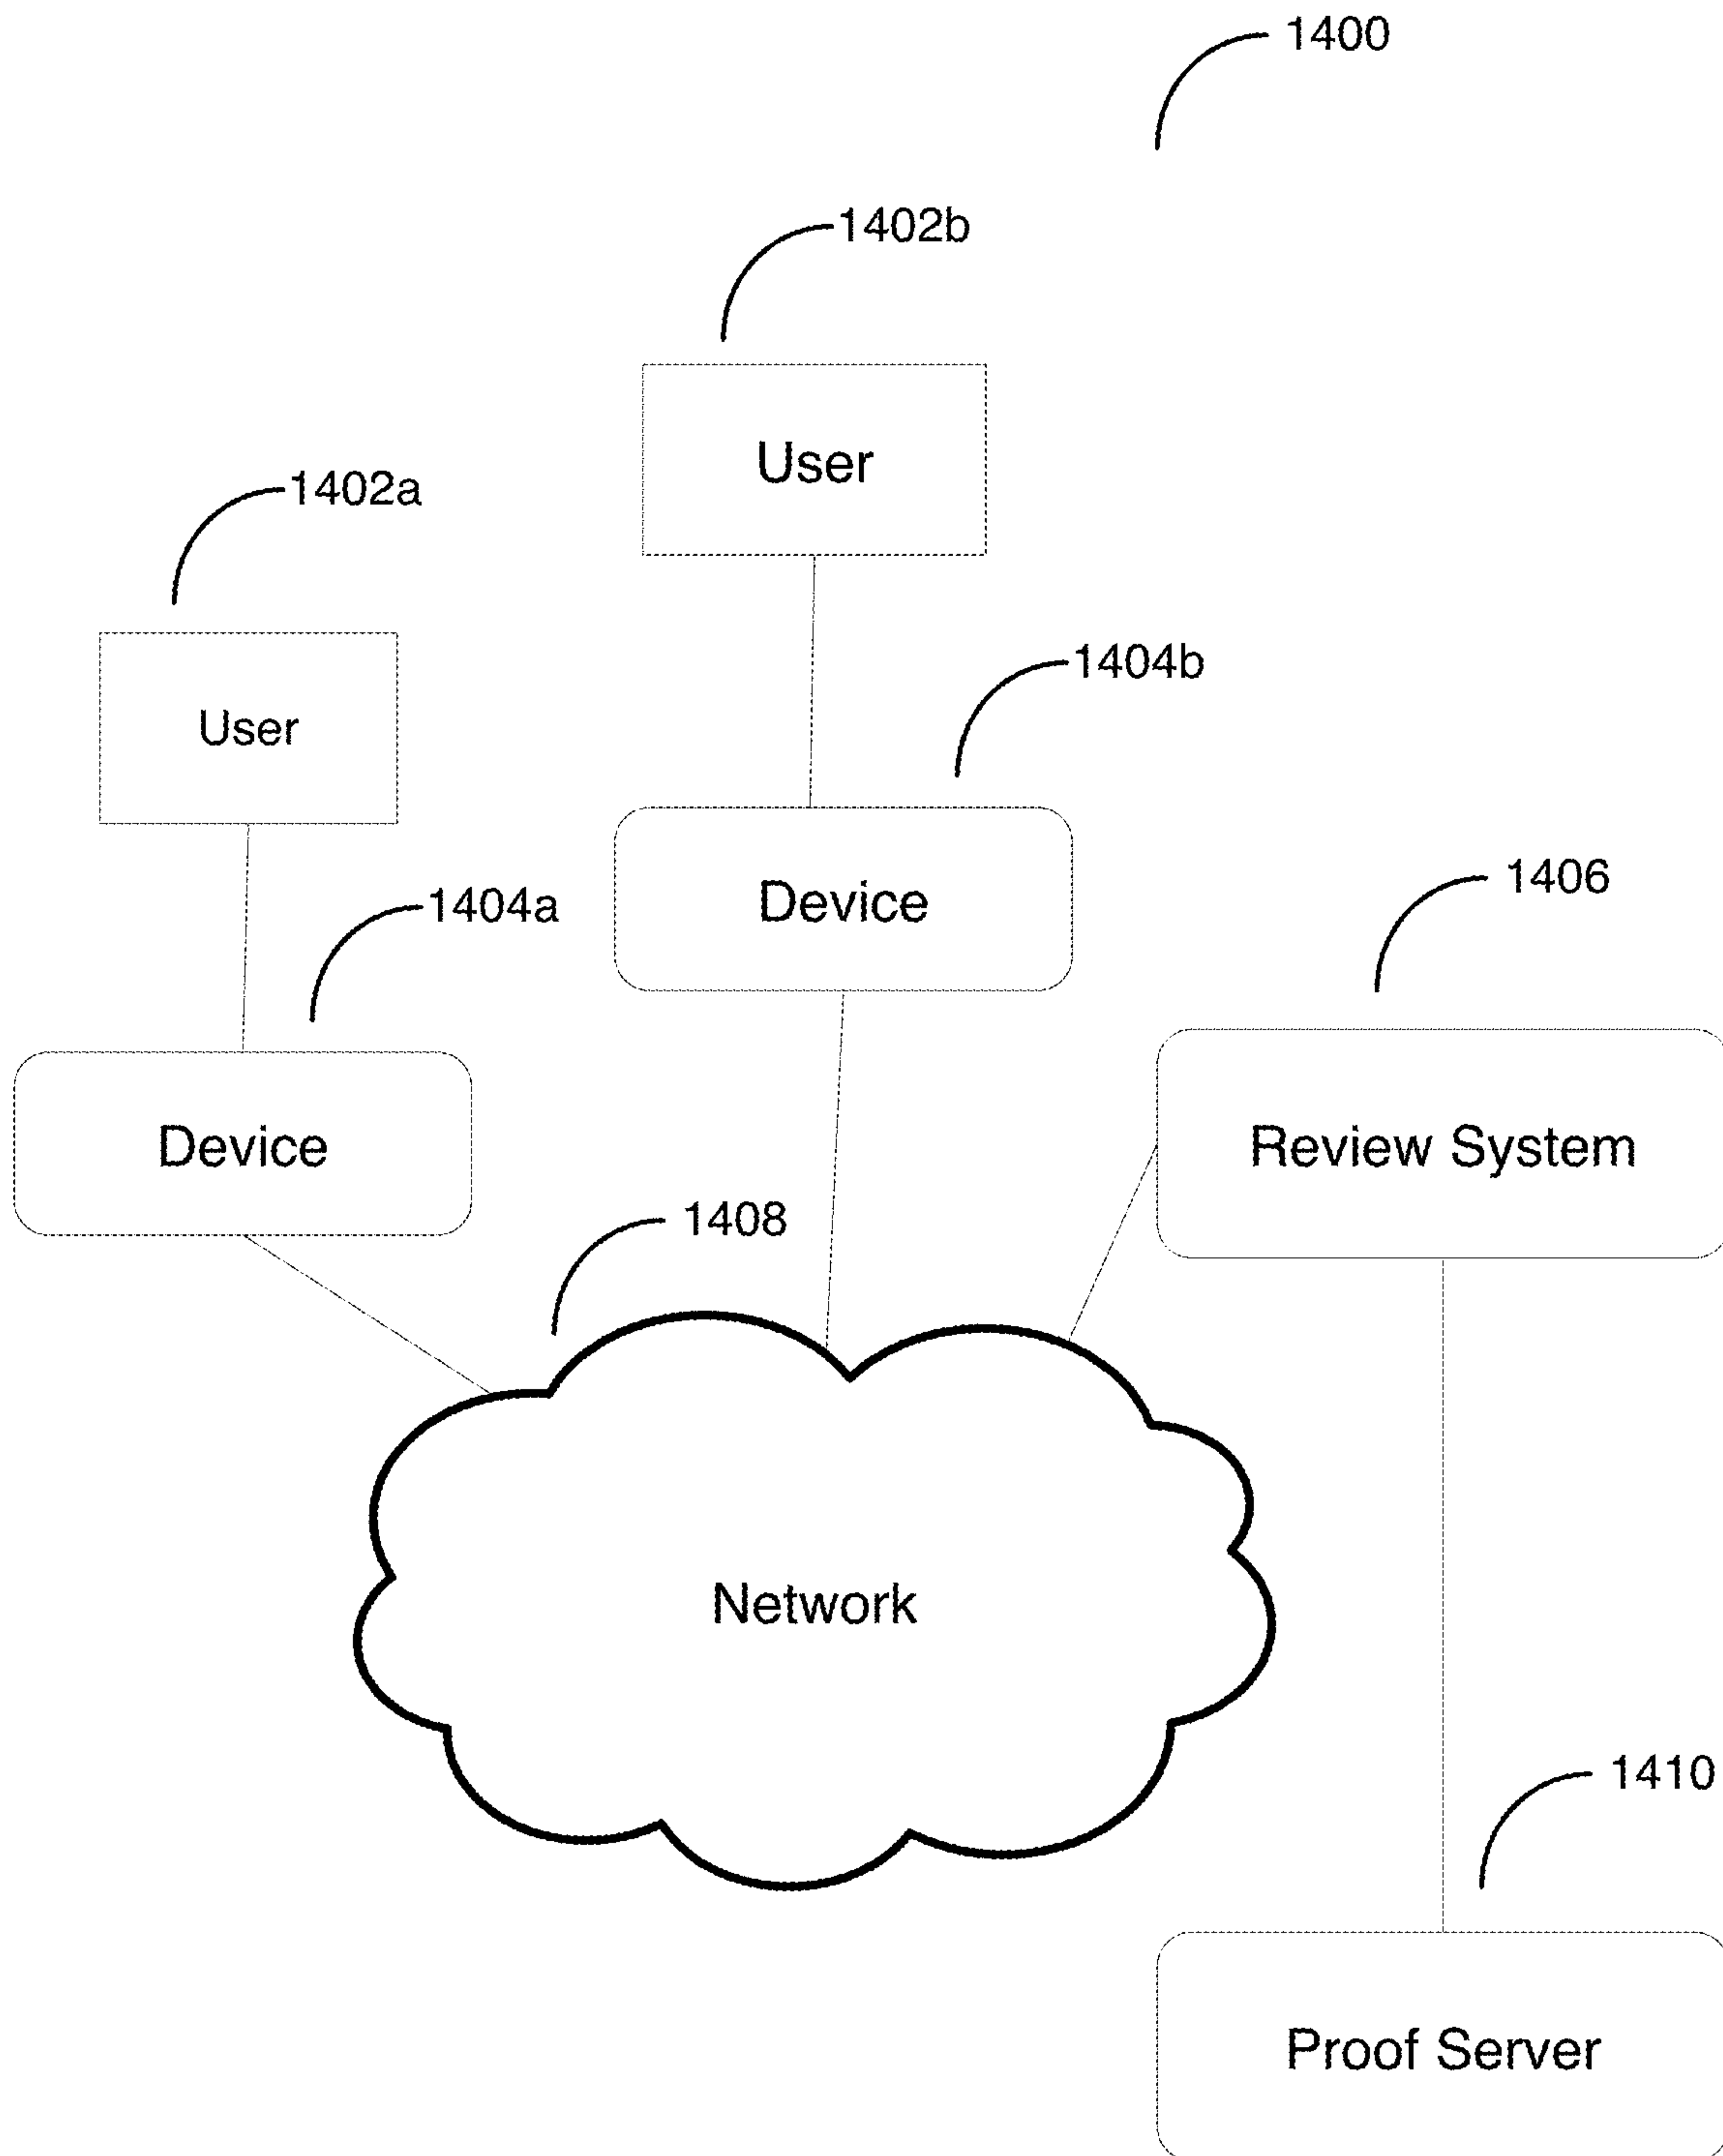 1400
1402b
User
1402a
User
1404b
Device
1404a
Device
1406
Review System
1408
Network
1410
Proof Server